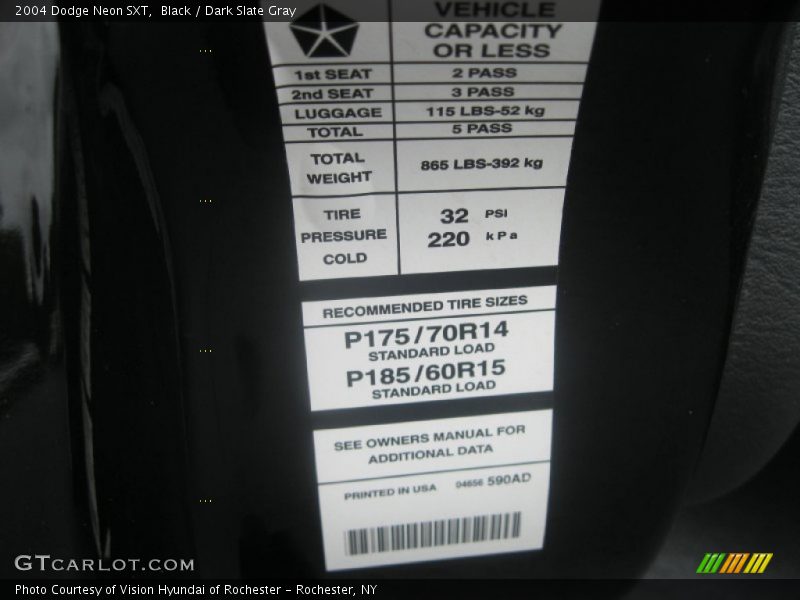 2004 Dodge Neon SXT,  Black / Dark Slate Gray
VEHICLE
CAPACITY
OR LESS
1st SEAT 2 PASS
2nd SEAT 3 PASS
LUGGAGE 115 LBS-52 kg
TOTAL 5 PASS
TOTAL
WEIGHT
865 LBS-392 kg
TIRE
PRESSURE
COLD
32 PSI
220 kPa
RECOMMENDED TIRE SIZES
P175/70R14
STANDARD LOAD
P185/60R15
STANDARD LOAD
SEE OWNERS MANUAL FOR
ADDITIONAL DATA
PRINTED IN USA 04656 590AD
GTCARLOT.COM
Photo Courtesy of Vision Hyundai of Rochester - Rochester, NY